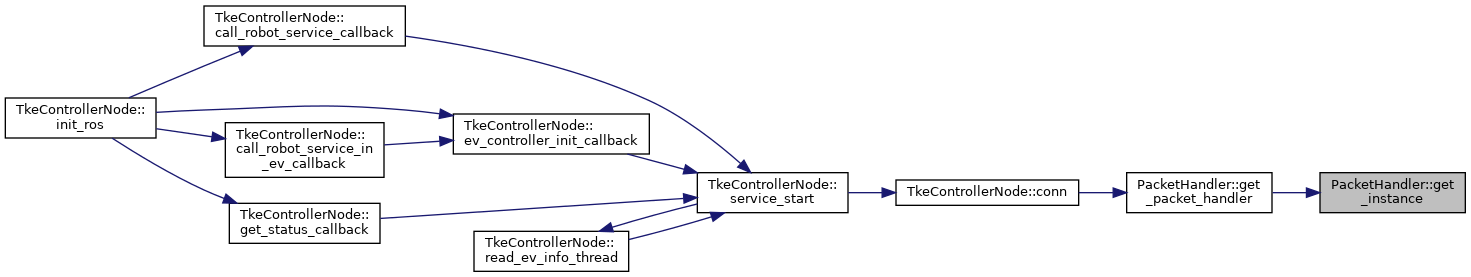 TkeControllerNode::
call_robot_service_callback
TkeControllerNode::
init_ros
TkeControllerNode::
call_robot_service_in
_ev_callback
TkeControllerNode::
ev_controller_init_callback
TkeControllerNode::
get_status_callback
TkeControllerNode::
read_ev_info_thread
TkeControllerNode::
service_start
TkeControllerNode::conn
PacketHandler::get
_packet_handler
PacketHandler::get
_instance